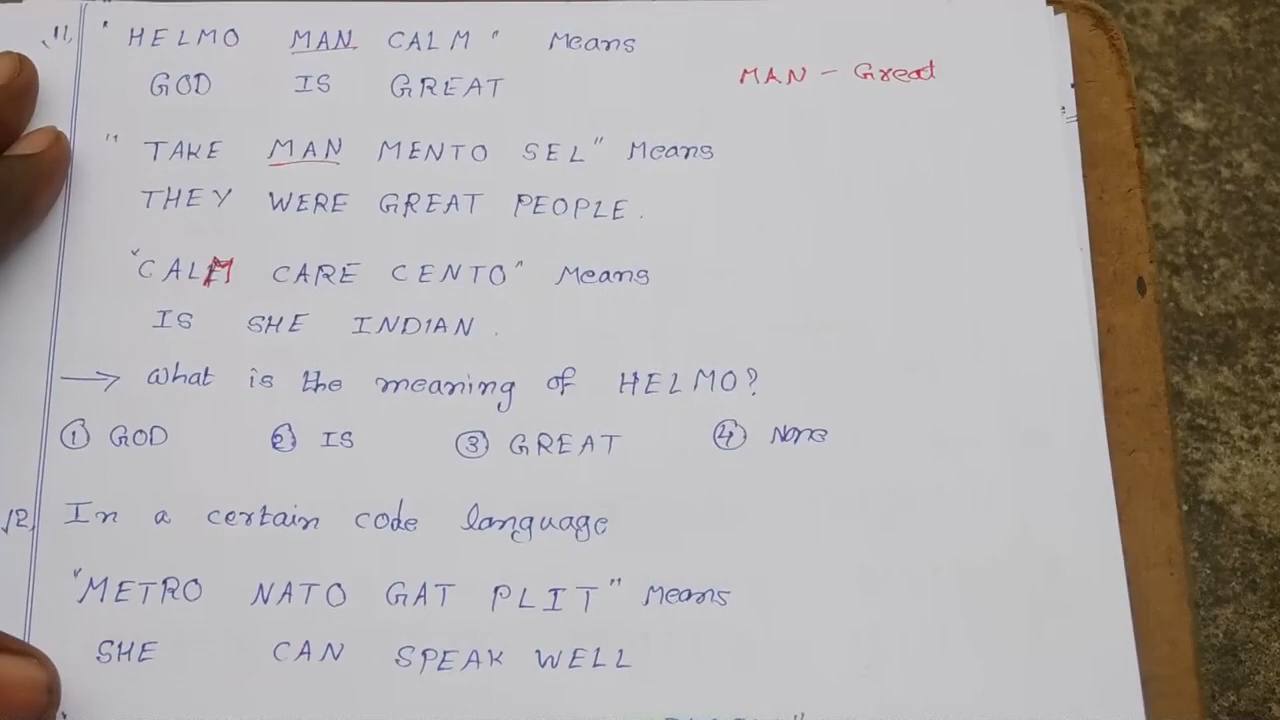 11, " HELMO MAN CALM " Means
GOD IS GREAT
MAN - Great
" TAKE MAN MENTO SEL" Means
THEY WERE GREAT PEOPLE.
"CALM CARE CENTO" Means
IS SHE INDIAN.
→ What is the meaning of HELMO?
① GOD ② IS ③ GREAT ④ None
12, In a certain code language
"METRO NATO GAT PLIT" Means
SHE CAN SPEAK WELL